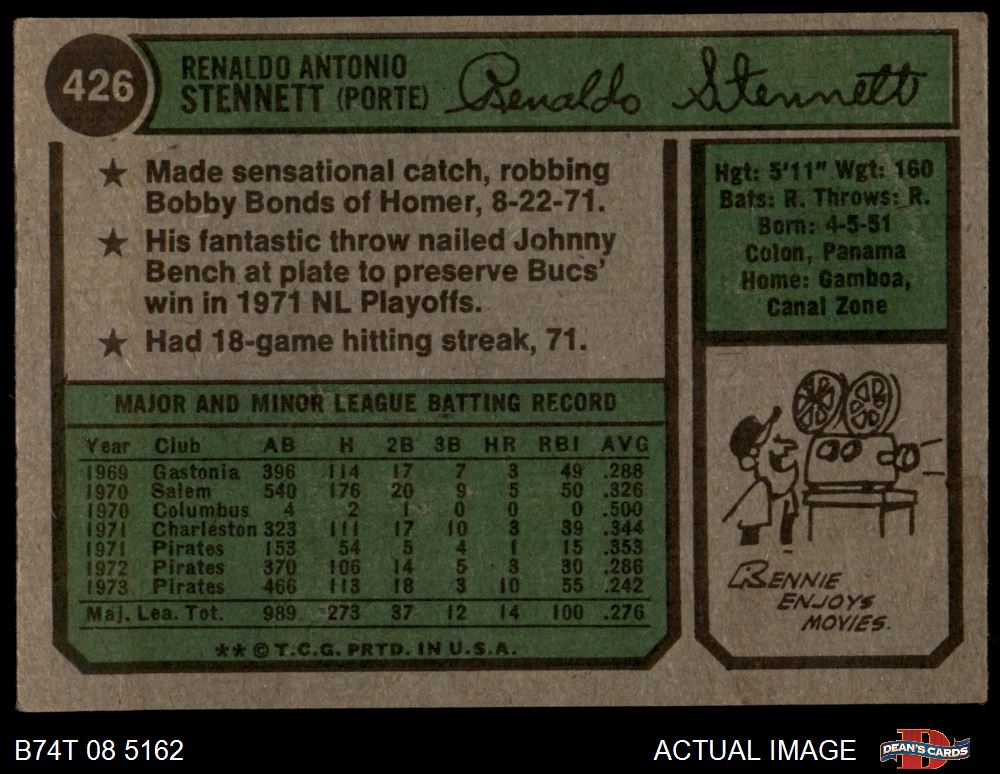 426
RENALDO ANTONIO
STENNETT (PORTE)
Renaldo Stennett
★ Made sensational catch, robbing
Bobby Bonds of Homer, 8-22-71.
★ His fantastic throw nailed Johnny
Bench at plate to preserve Bucs'
win in 1971 NL Playoffs.
★ Had 18-game hitting streak, 71.
Hgt: 5'11" Wgt: 160
Bats: R. Throws: R.
Born: 4-5-51
Colon, Panama
Home: Gamboa,
Canal Zone
MAJOR AND MINOR LEAGUE BATTING RECORD
Year Club AB H 2B 3B HR RBI AVG
1969 Gastonia 396 114 17 7 3 49 .288
1970 Salem 540 176 20 9 5 50 .326
1970 Columbus 4 2 1 0 0 0 .500
1971 Charleston 323 111 17 10 3 39 .344
1971 Pirates 153 54 5 4 1 15 .353
1972 Pirates 370 106 14 5 3 30 .286
1973 Pirates 466 113 18 3 10 55 .242
Maj. Lea. Tot. 989 273 37 12 14 100 .276
** © T.C.G. PRTD. IN U.S.A.
RENNIE
ENJOYS
MOVIES.
B74T 08 5162
ACTUAL IMAGE
DEAN'S CARDS